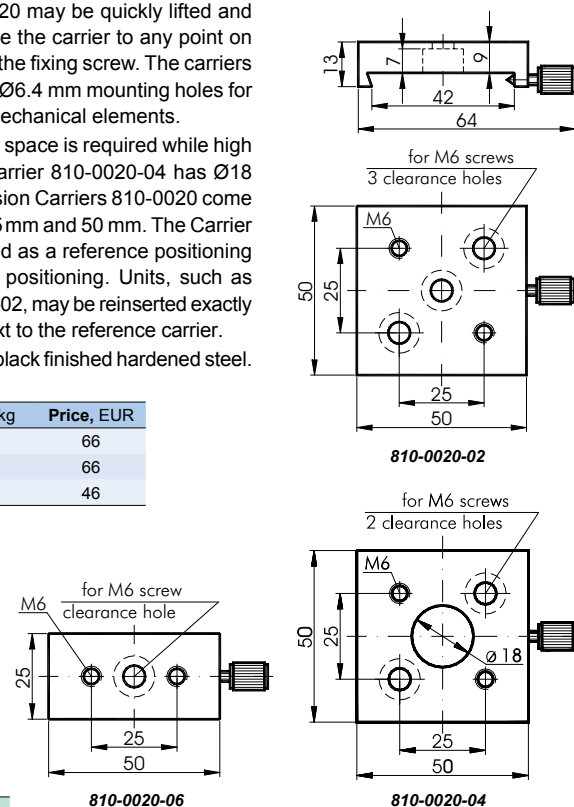 20 may be quickly lifted and
e the carrier to any point on
the fixing screw. The carriers
Ø6.4 mm mounting holes for
echanical elements.
space is required while high
arrier 810-0020-04 has Ø18
sion Carriers 810-0020 come
5 mm and 50 mm. The Carrier
ed as a reference positioning
positioning. Units, such as
02, may be reinserted exactly
xt to the reference carrier.
black finished hardened steel.
kg Price, EUR
66
66
46
13
7
9
42
64
for M6 screws
3 clearance holes
M6
50
25
25
50
810-0020-02
for M6 screws
2 clearance holes
M6
50
25
Ø 18
25
50
810-0020-04
for M6 screw
clearance hole
M6
25
25
50
810-0020-06